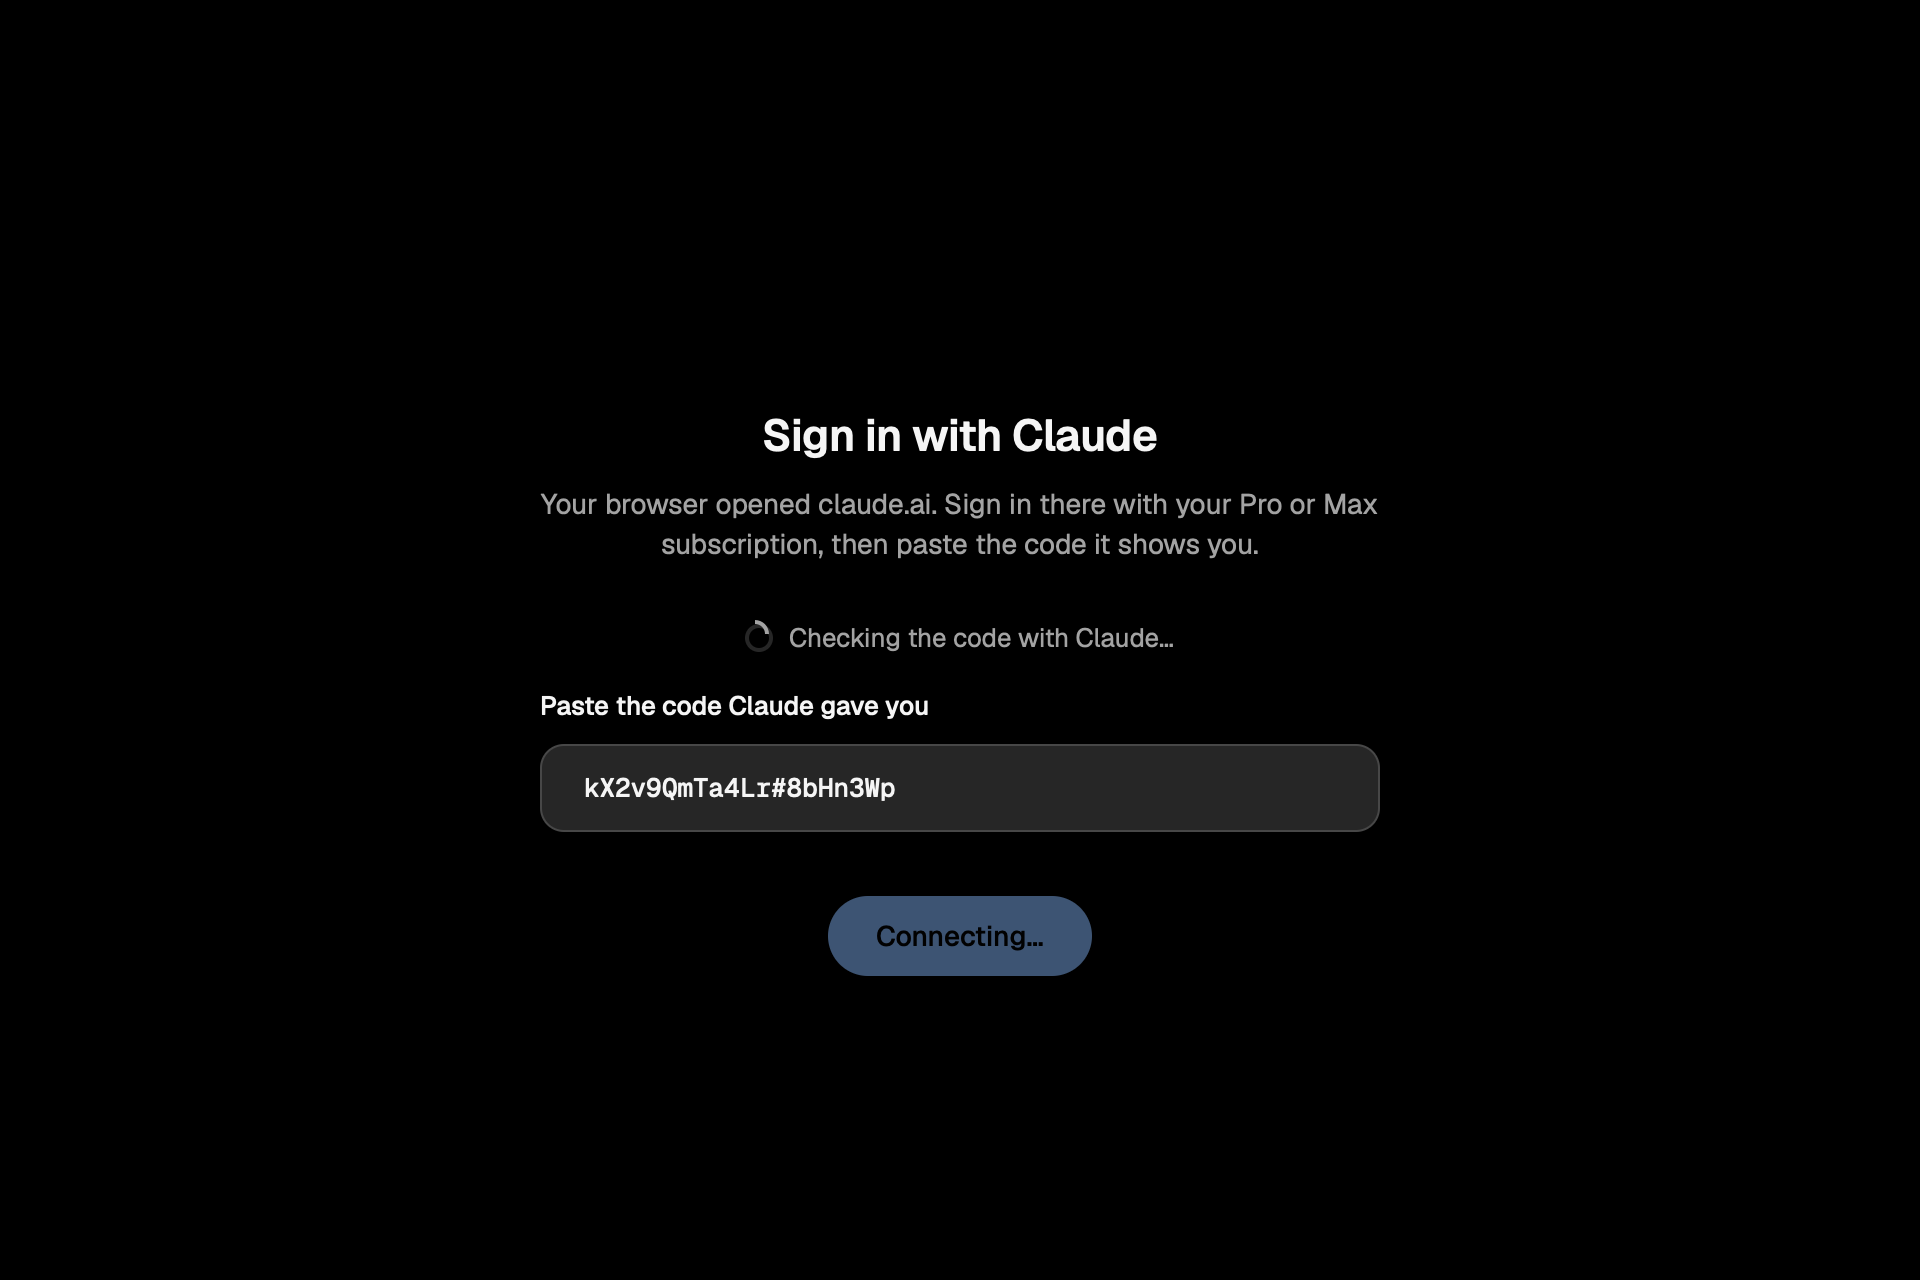 Sign in with Claude
Your browser opened claude.ai. Sign in there with your Pro or Max
subscription, then paste the code it shows you.
Checking the code with Claude...
Paste the code Claude gave you
kX2v9QmTa4Lr#8bHn3Wp
Connecting...